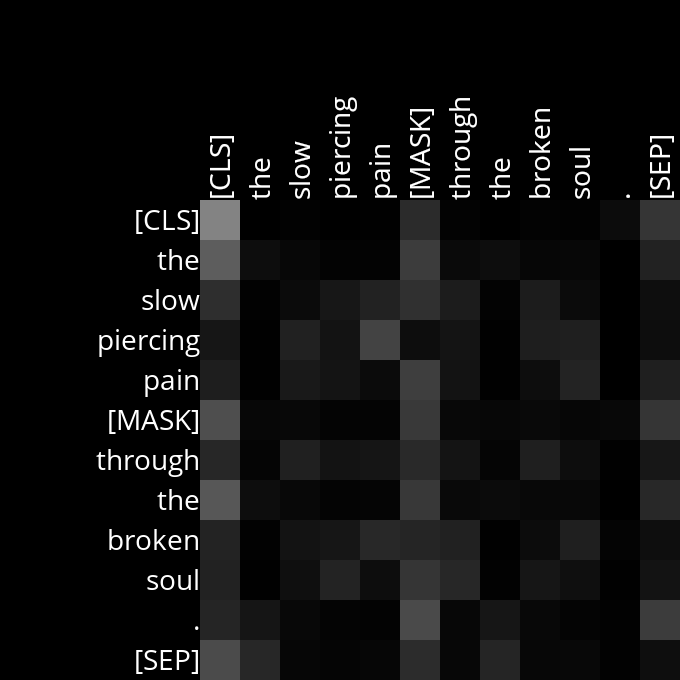 [CLS] the slow piercing pain [MASK] through the broken soul . [SEP]
[CLS]
the
slow
piercing
pain
[MASK]
through
the
broken
soul
.
[SEP]